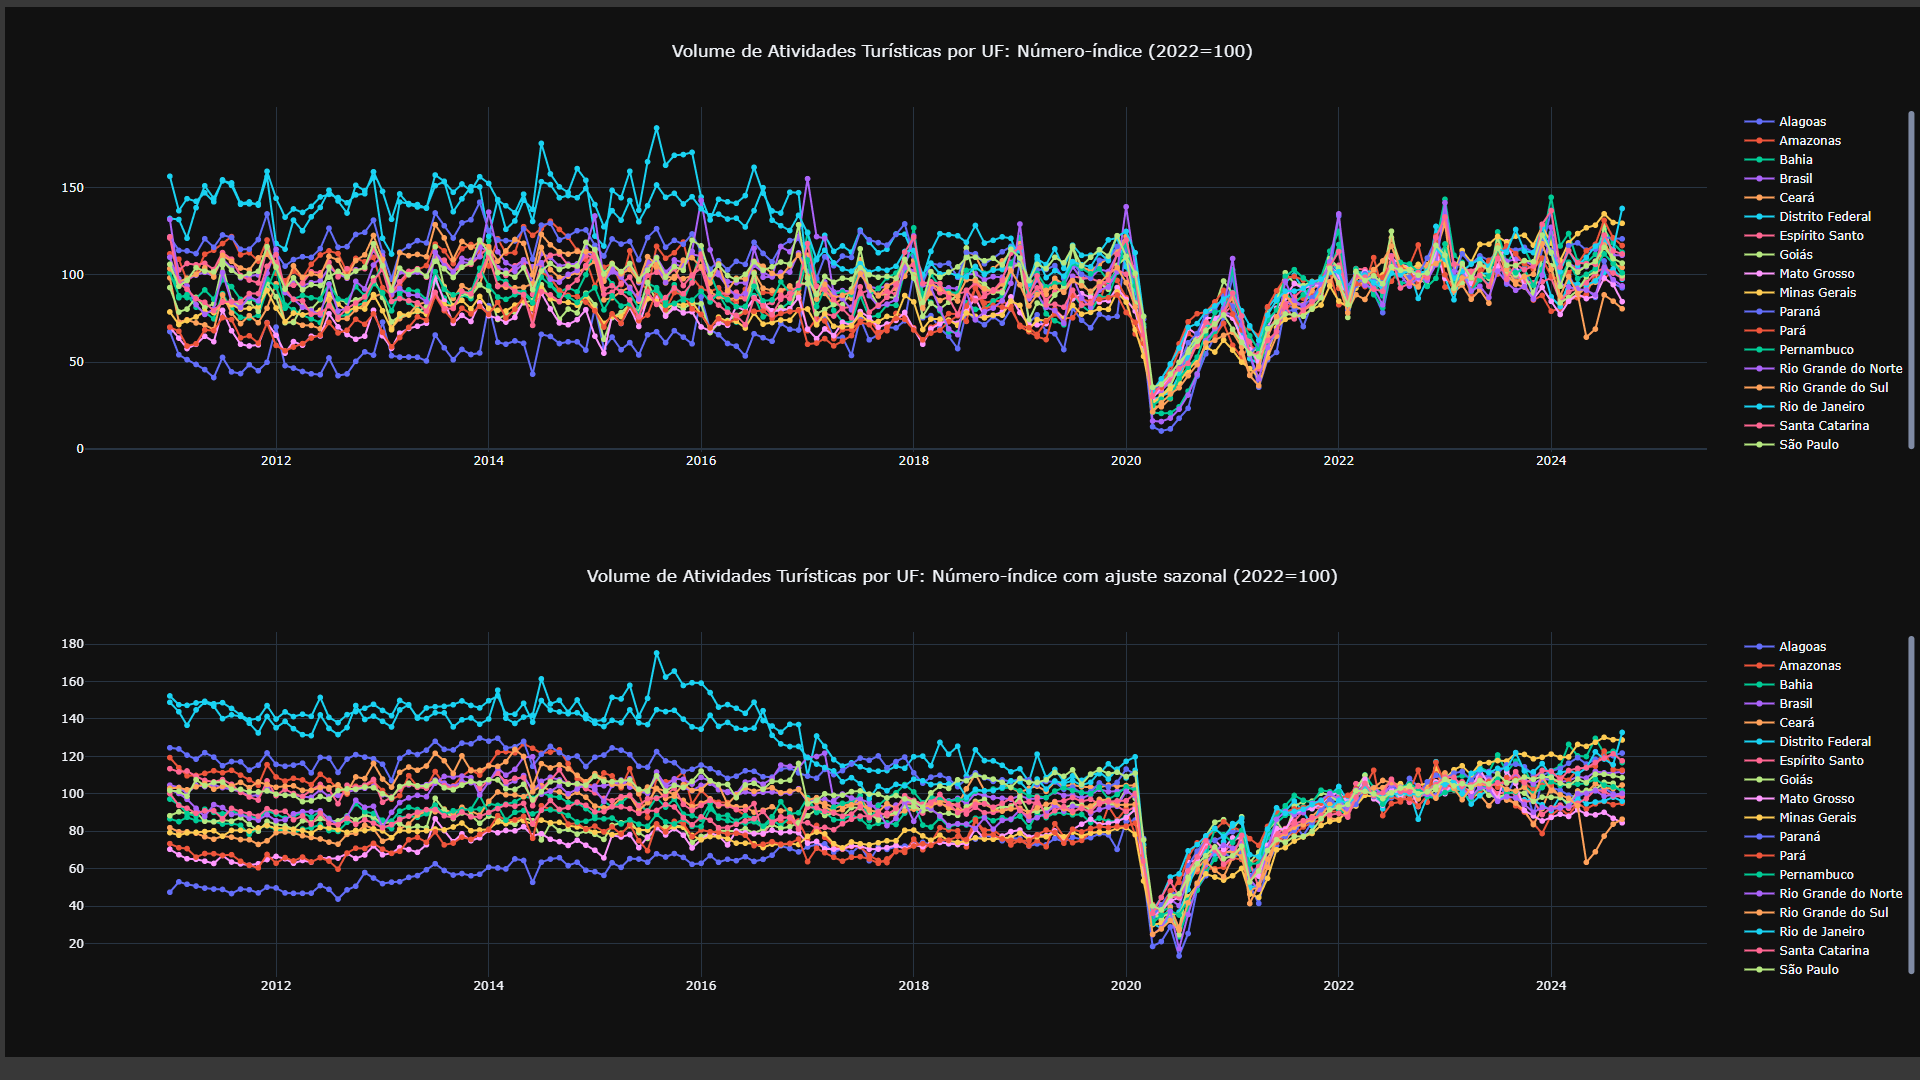 Volume de Atividades Turísticas por UF: Número-índice (2022=100)
150
100
50
0
2012 2014 2016 2018 2020 2022 2024
Alagoas
Amazonas
Bahia
Brasil
Ceará
Distrito Federal
Espírito Santo
Goiás
Mato Grosso
Minas Gerais
Paraná
Pará
Pernambuco
Rio Grande do Norte
Rio Grande do Sul
Rio de Janeiro
Santa Catarina
São Paulo
Volume de Atividades Turísticas por UF: Número-índice com ajuste sazonal (2022=100)
180
160
140
120
100
80
60
40
20
2012 2014 2016 2018 2020 2022 2024
Alagoas
Amazonas
Bahia
Brasil
Ceará
Distrito Federal
Espírito Santo
Goiás
Mato Grosso
Minas Gerais
Paraná
Pará
Pernambuco
Rio Grande do Norte
Rio Grande do Sul
Rio de Janeiro
Santa Catarina
São Paulo